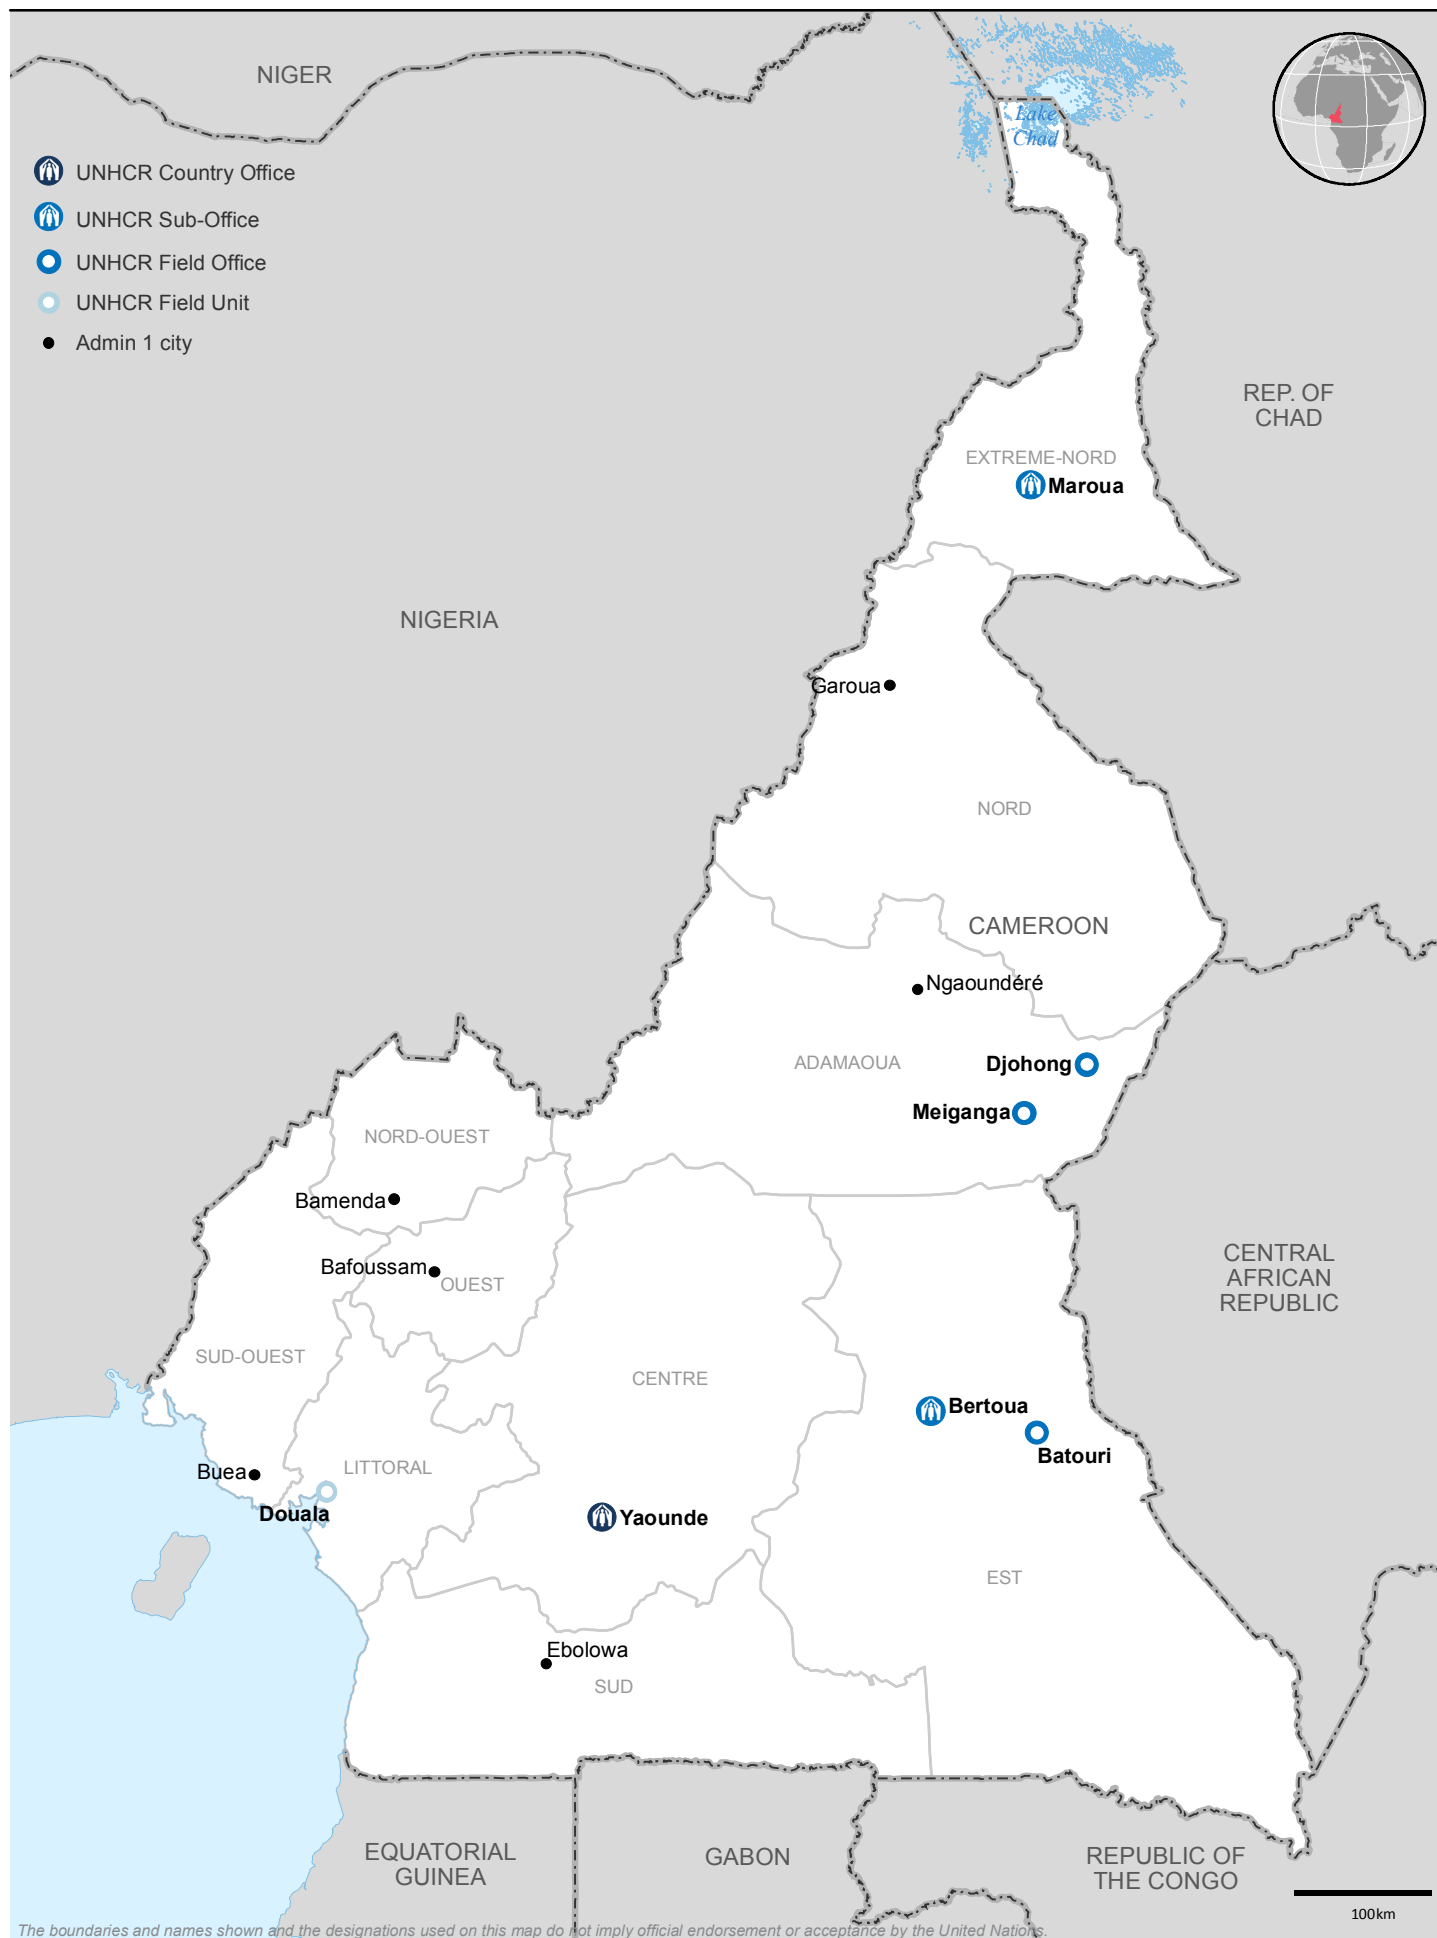 NIGER
Lake
Chad
UNHCR Country Office
UNHCR Sub-Office
UNHCR Field Office
UNHCR Field Unit
Admin 1 city
REP. OF
CHAD
EXTREME-NORD
Maroua
NIGERIA
Garoua
NORD
CAMEROON
Ngaoundéré
ADAMAOUA
Djohong
Meiganga
NORD-OUEST
Bamenda
Bafoussam
OUEST
CENTRAL
AFRICAN
REPUBLIC
SUD-OUEST
CENTRE
Bertoua
Batouri
LITTORAL
Buea
Douala
Yaounde
EST
Ebolowa
SUD
EQUATORIAL
GUINEA
GABON
REPUBLIC OF
THE CONGO
100km
The boundaries and names shown and the designations used on this map do not imply official endorsement or acceptance by the United Nations.